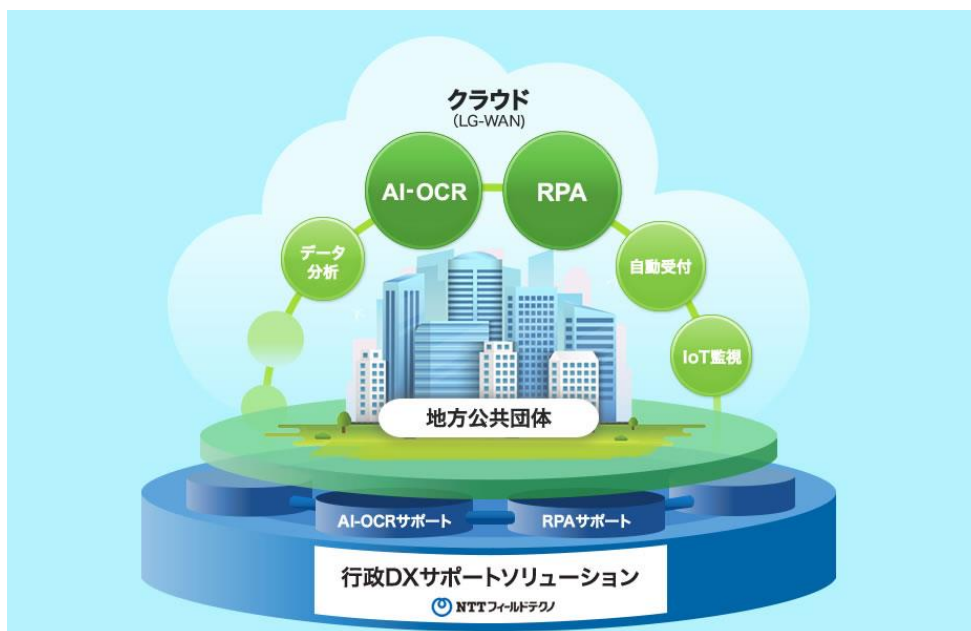 クラウド
(LG-WAN)
AI-OCR
RPA
データ
分析
自動受付
IoT監視
地方公共団体
AI-OCRサポート
RPAサポート
行政DXサポートソリューション
NTTフィールドテクノ